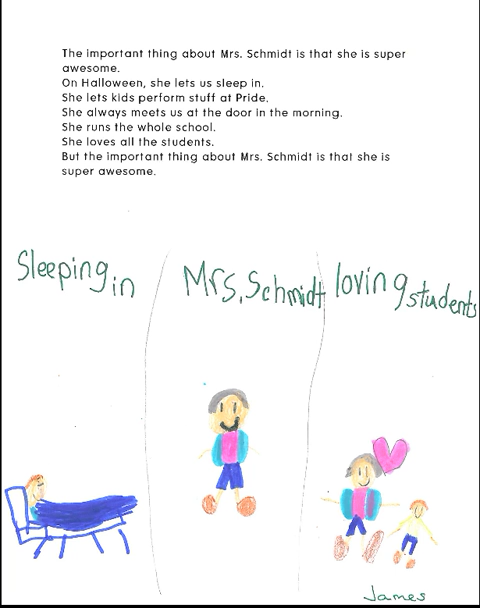 The important thing about Mrs. Schmidt is that she is super
awesome.
On Halloween, she lets us sleep in.
She lets kids perform stuff at Pride.
She always meets us at the door in the morning.
She runs the whole school.
She loves all the students.
But the important thing about Mrs. Schmidt is that she is
super awesome.
Sleeping in
Mrs. Schmidt
loving students
James